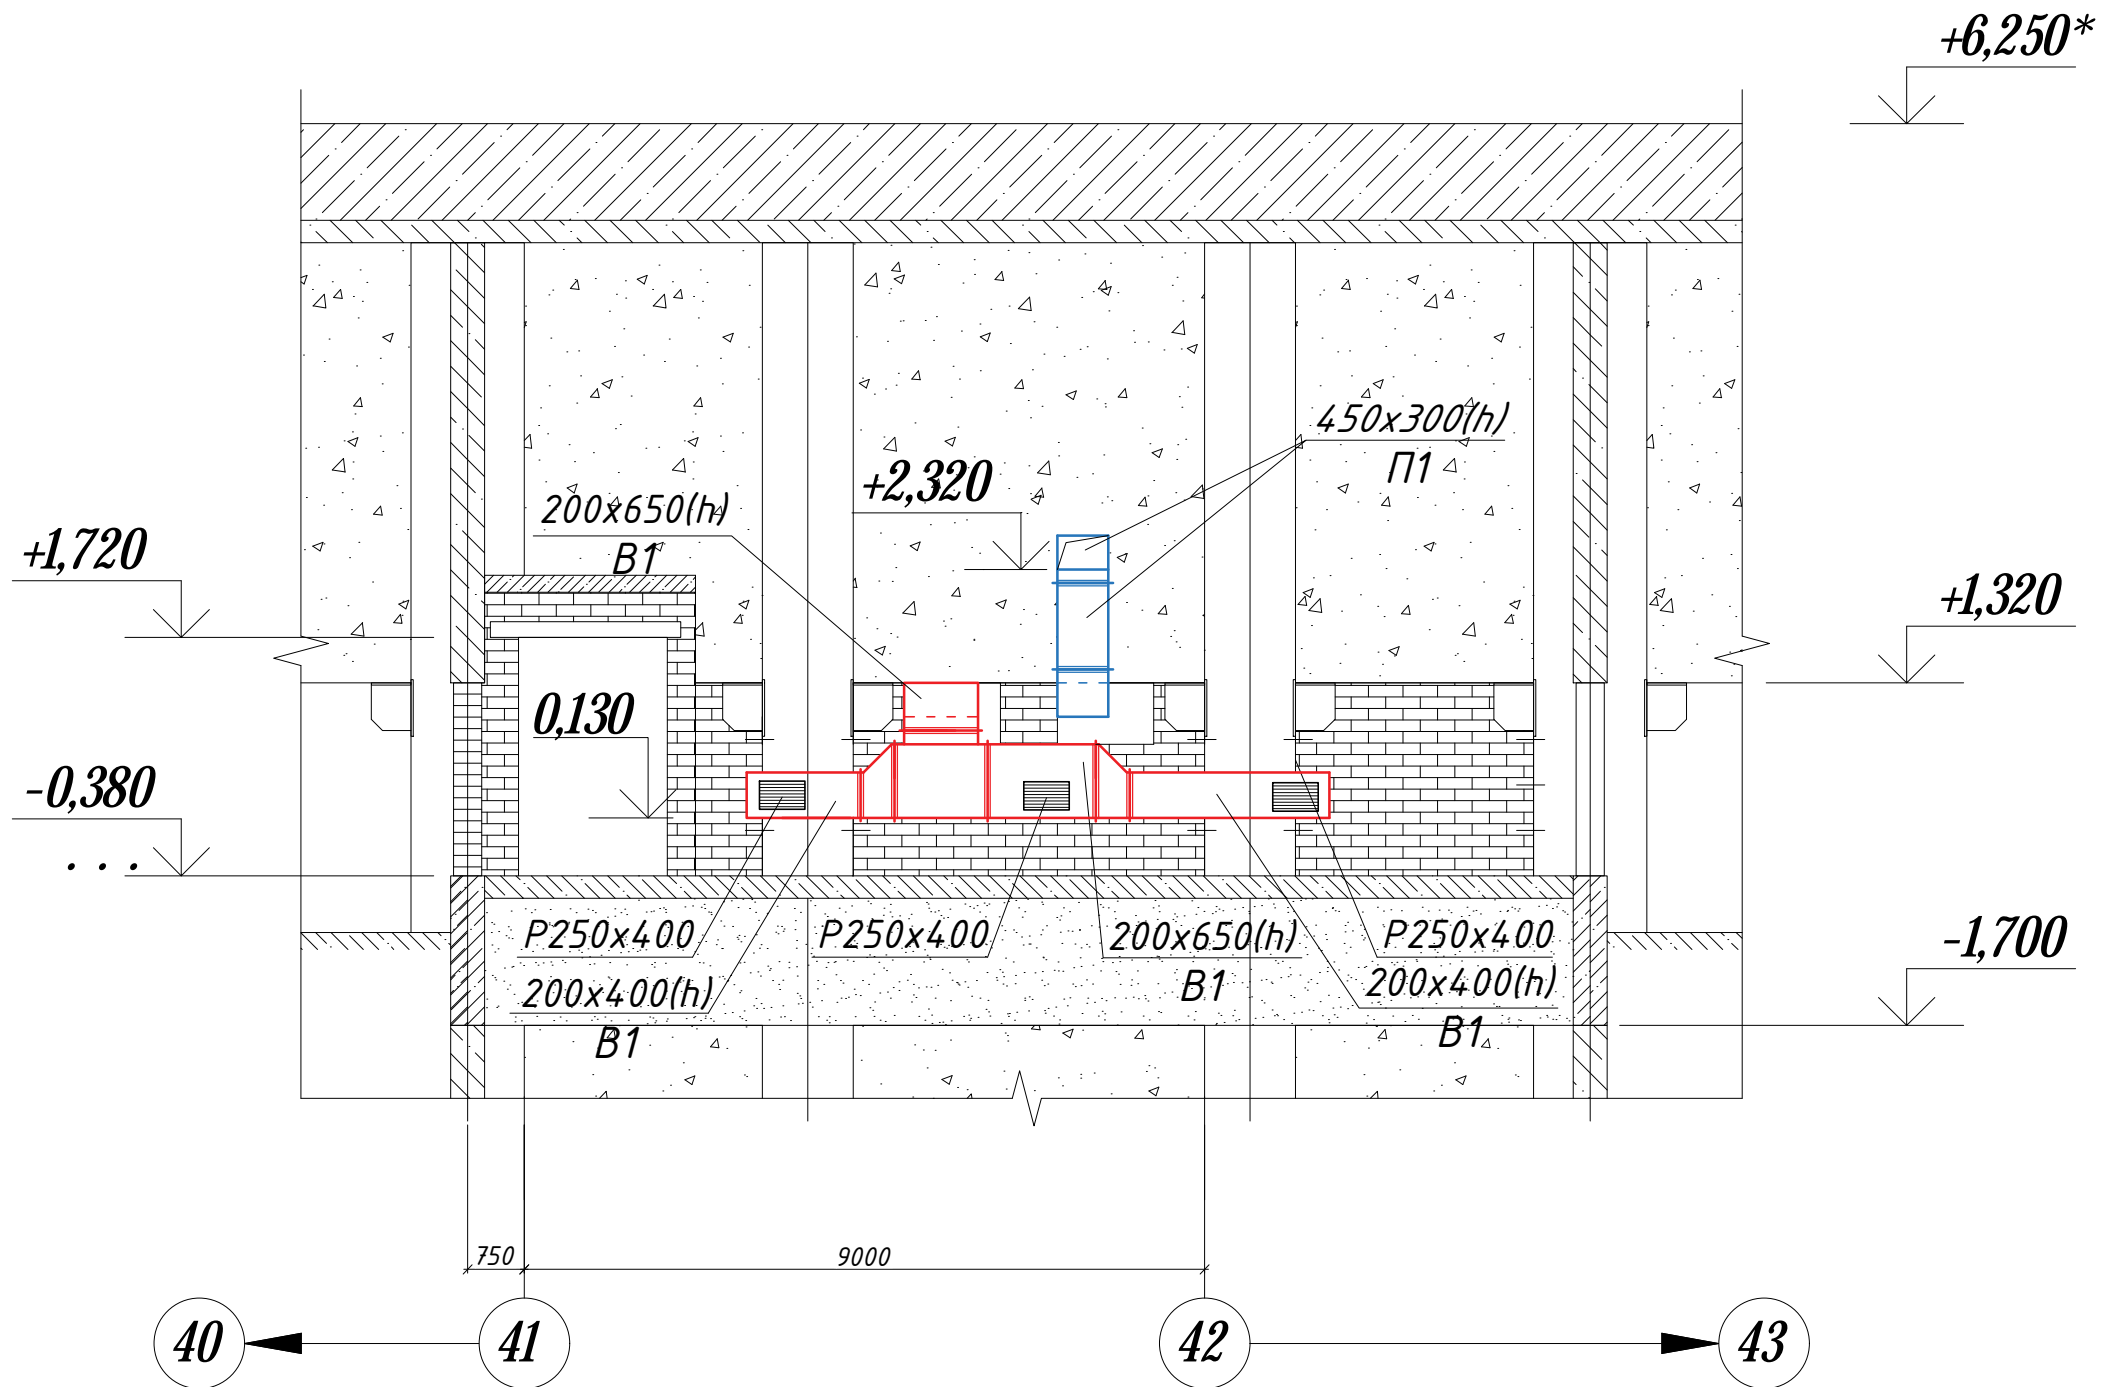 +6,250*
450x300(h)
П1
+2,320
200x650(h)
В1
+1,720
+1,320
0,130
-0,380
. . .
Р250x400
Р250x400
200x650(h)
В1
Р250x400
-1,700
200x400(h)
В1
200x400(h)
В1
750
9000
40
41
42
43